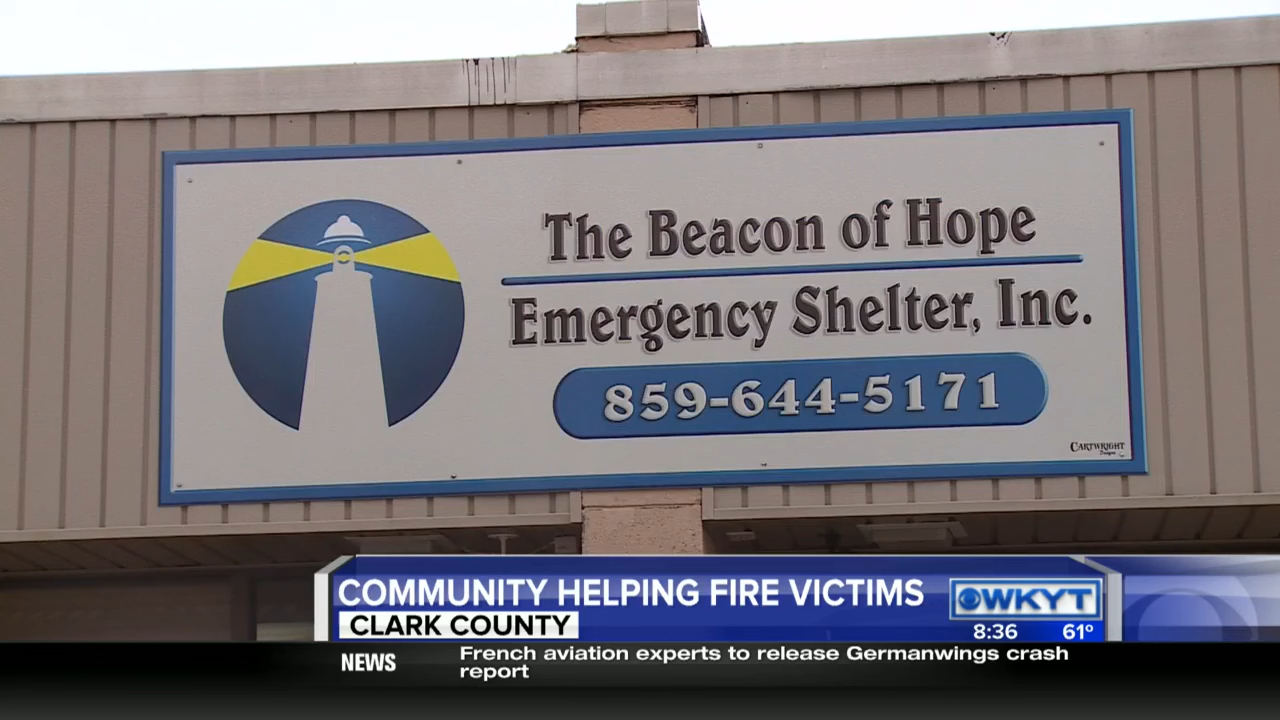 The Beacon of Hope
Emergency Shelter, Inc.
859-644-5171
CARTWRIGHT
Designs
COMMUNITY HELPING FIRE VICTIMS
WKYT
CLARK COUNTY
8:36 61°
NEWS
French aviation experts to release Germanwings crash
report